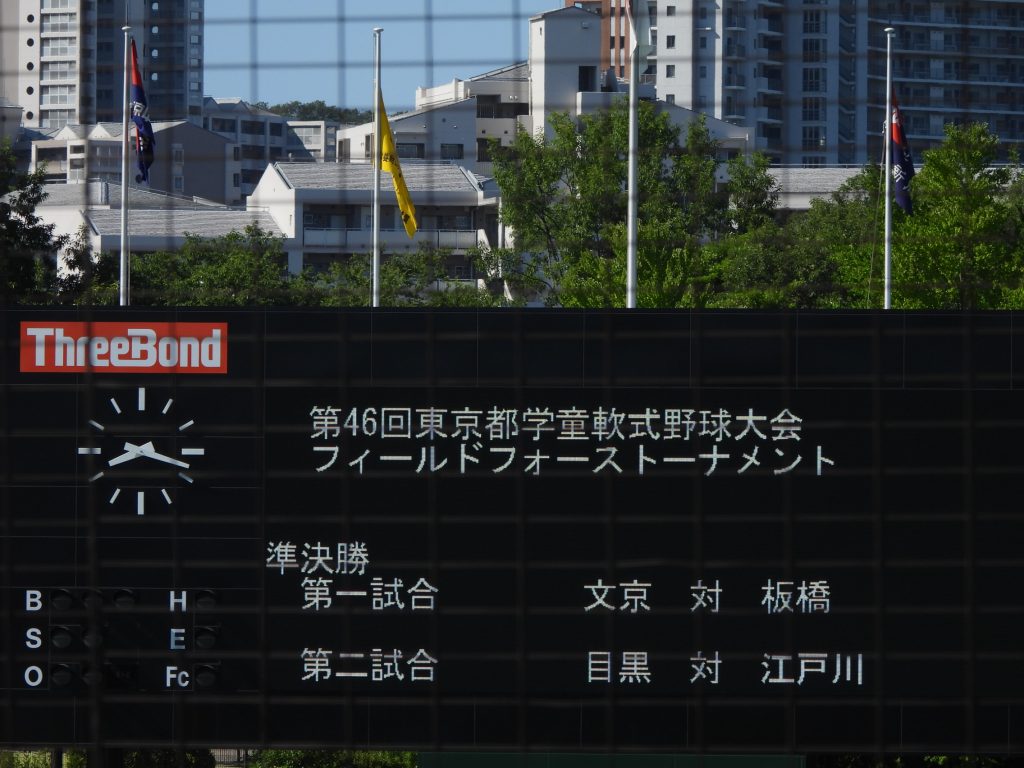 ThreeBond
第46回東京都学童軟式野球大会
フィールドフォーストーナメント
準決勝
第一試合 文京 対 板橋
第二試合 目黒 対 江戸川
B H
S E
O Fc